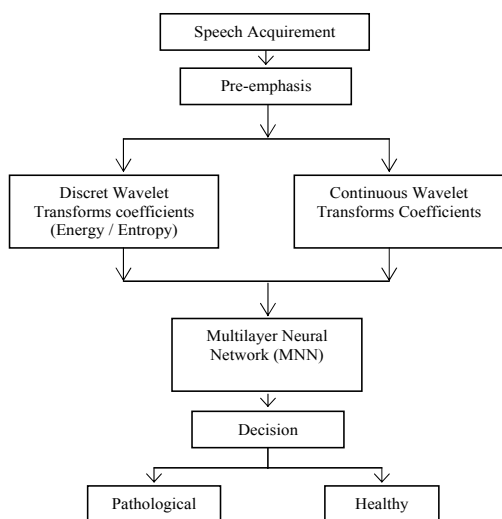 Speech Acquirement
Pre-emphasis
Discret Wavelet
Transforms coefficients
(Energy / Entropy)
Continuous Wavelet
Transforms Coefficients
Multilayer Neural
Network (MNN)
Decision
Pathological
Healthy